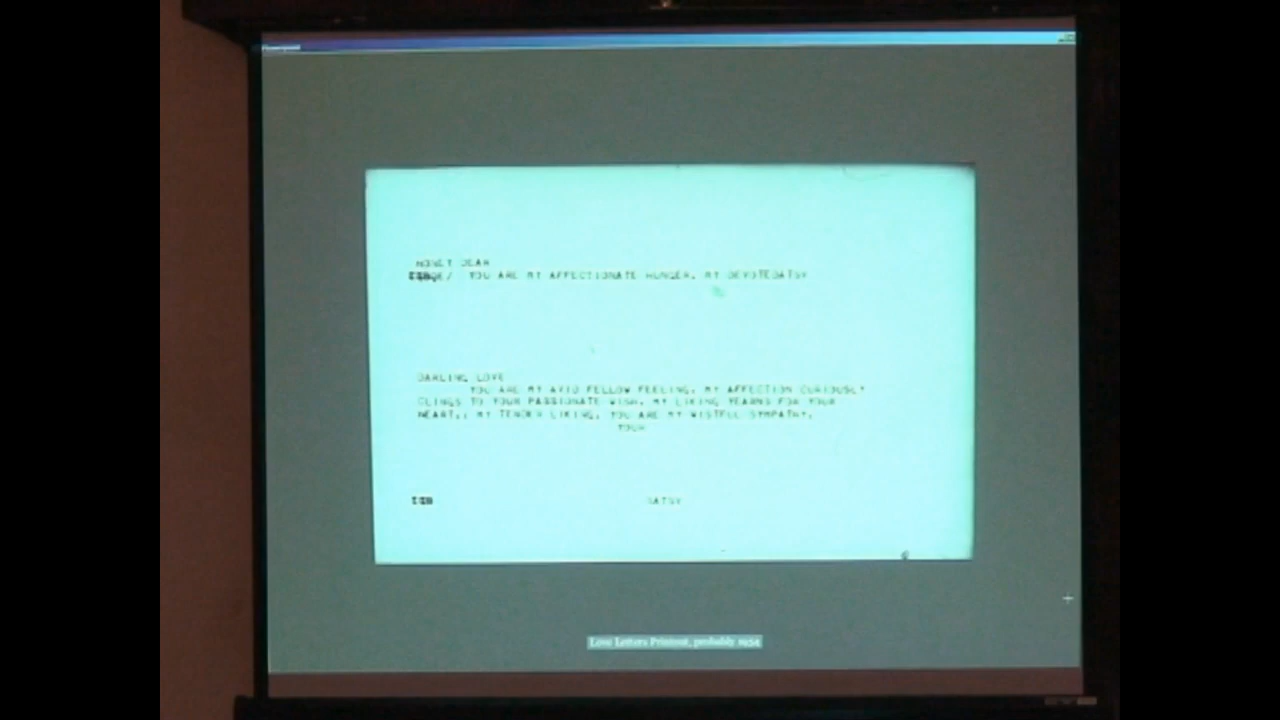 HONEY DEAR
YOU ARE MY AFFECTIONATE HUNGER. MY DEVOTEDATSY
DARLING LOVE
YOU ARE MY AVID FELLOW FEELING. MY AFFECTION CURIOUSLY
CLINGS TO YOUR PASSIONATE WISH. MY LIKING YEARNS FOR YOUR
HEART.: MY TENDER LIKING. YOU ARE MY WISTFUL SYMPATHY.
YOUR
Love Letters Printout, probably 1954